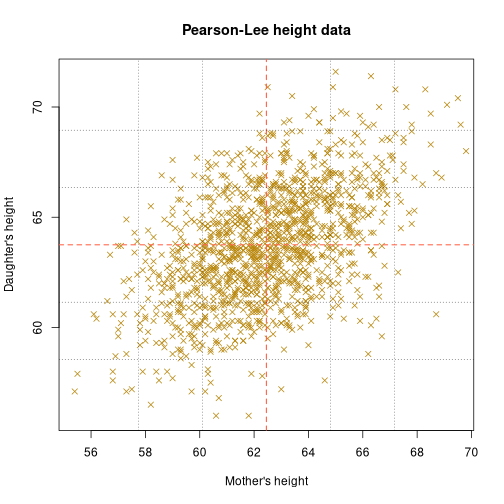 Pearson-Lee height data
Daughter's height
70
65
60
56 58 60 62 64 66 68 70
Mother's height